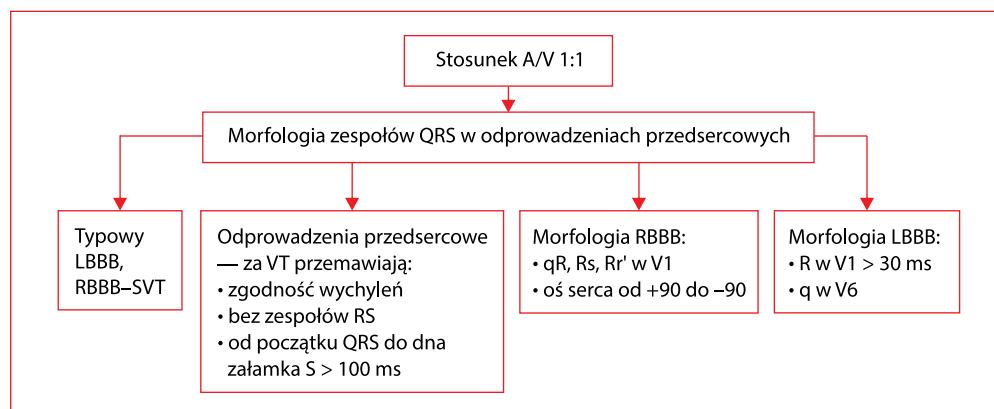 Stosunek A/V 1:1
Morfologia zespołów QRS w odprowadzeniach przedsercowych
Typowy
LBBB,
RBBB–SVT
Odprowadzenia przedsercowe
— za VT przemawiają:
• zgodność wychyleń
• bez zespołów RS
• od początku QRS do dna
załamka S > 100 ms
Morfologia RBBB:
• qR, Rs, Rr' w V1
• oś serca od +90 do –90
Morfologia LBBB:
• R w V1 > 30 ms
• q w V6